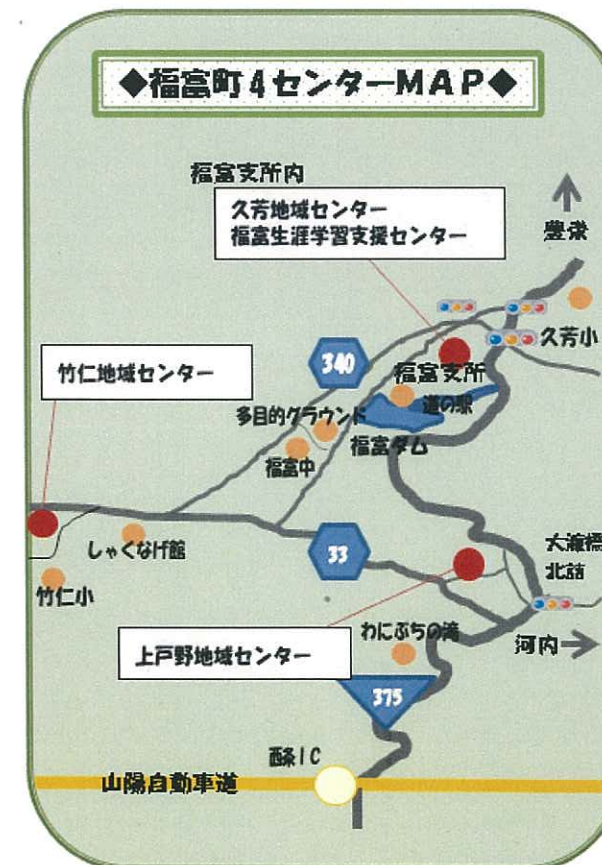 ◆福富町4センターMAP◆
福富支所内
久芳地域センター
福富生涯学習支援センター
豊栄
久芳小
竹仁地域センター
340
福富支所
道の駅
多目的グラウンド
福富ダム
福富中
しゃくなげ館
33
大滝橋
北詰
竹仁小
わにぶちの滝
河内
上戸野地域センター
375
西条IC
山陽自動車道